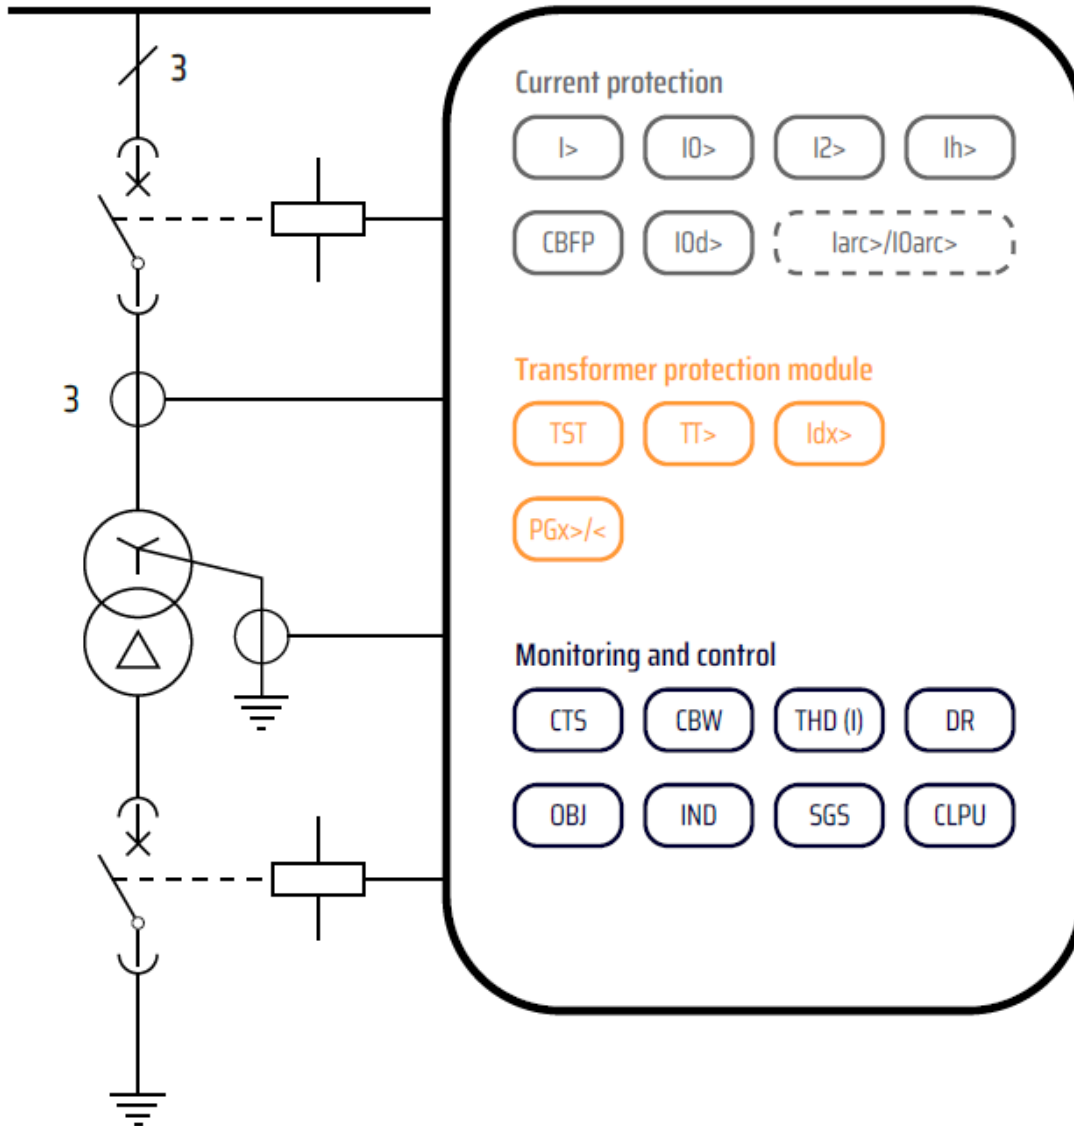 3
3
Current protection
I> I0> I2> Ih>
CBFP I0d> Iarc>/I0arc>
Transformer protection module
TST TT> Idx>
PGx>/<
Monitoring and control
CTS CBW THD (I) DR
OBJ IND SGS CLPU